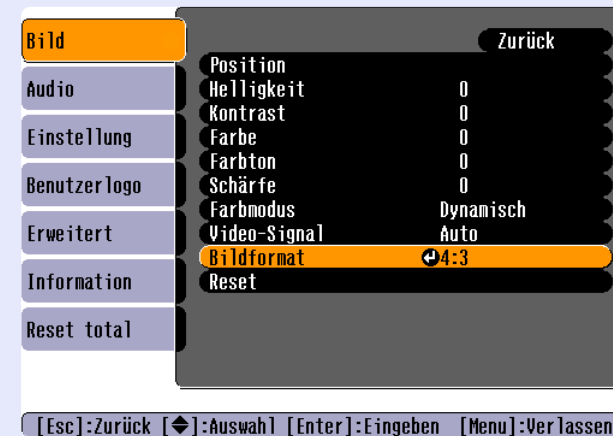 Bild
Audio
Einstellung
Benutzerlogo
Erweitert
Information
Reset total
Zurück
Position
Helligkeit 0
Kontrast 0
Farbe 0
Farbton 0
Schärfe 0
Farbmodus Dynamisch
Video-Signal Auto
Bildformat 4:3
Reset
[Esc]:Zurück [◆]:Auswahl [Enter]:Eingeben [Menu]:Verlassen